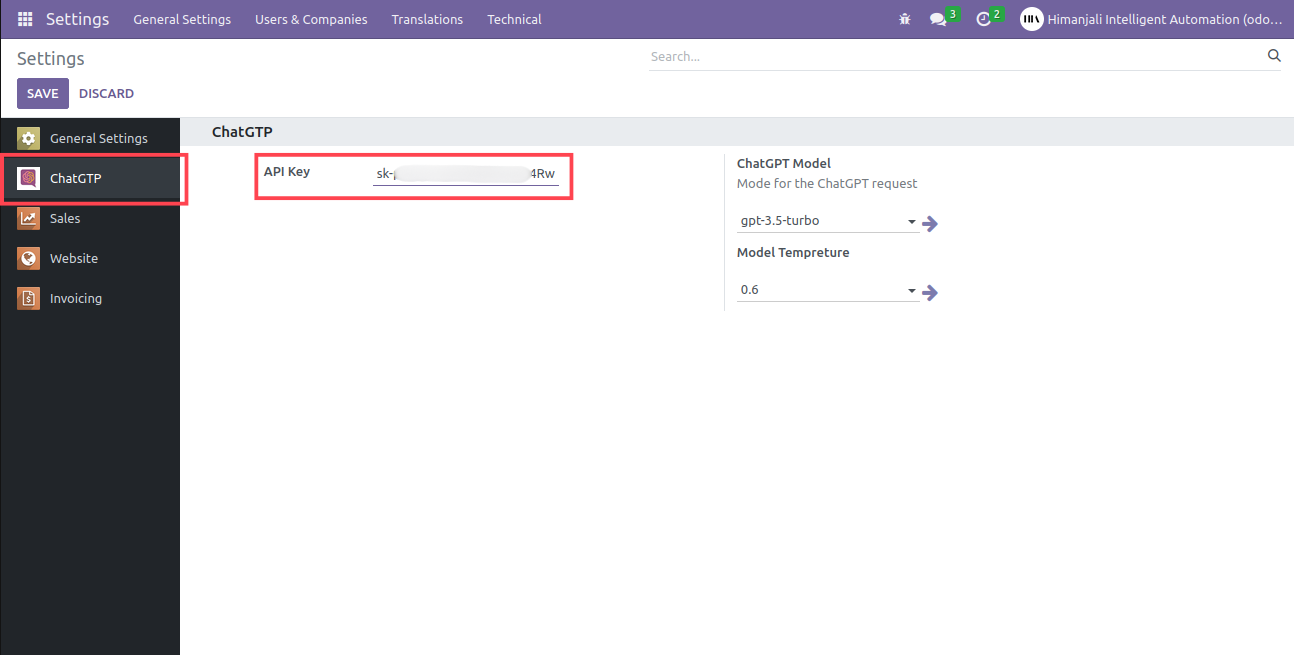 Settings General Settings Users & Companies Translations Technical 3 2 Himanjali Intelligent Automation (odo...
Settings
Search...
SAVE DISCARD
General Settings
ChatGTP
Sales
Website
Invoicing
ChatGTP
API Key sk- 4Rw
ChatGPT Model
Mode for the ChatGPT request
gpt-3.5-turbo
Model Tempreture
0.6